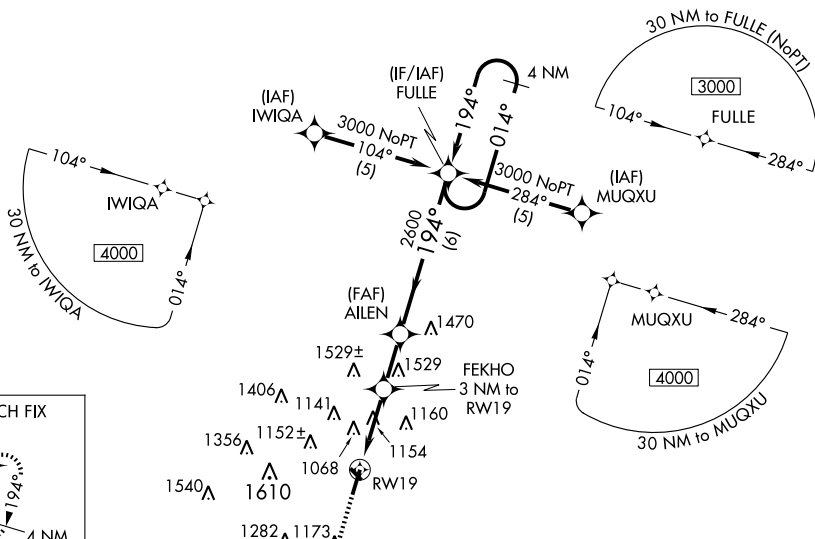 30 NM to FULLE (NoPT)
3000
104°
FULLE
284°
(IF/IAF)
FULLE
4 NM
194°
014°
(IAF)
IWIQA
3000 NoPT
104°
(5)
3000 NoPT
284°
(5)
(IAF)
MUQXU
104°
IWIQA
4000
014°
30 NM to IWIQA
2600
194°
(6)
MUQXU
284°
014°
4000
30 NM to MUQXU
(FAF)
AILEN
1470
1529±
1529
FEKHO
3 NM to
RW19
1406
1141
1160
1356
1152±
1154
1068
RW19
1540
1610
1282
1173
CH FIX
194°
4 NM